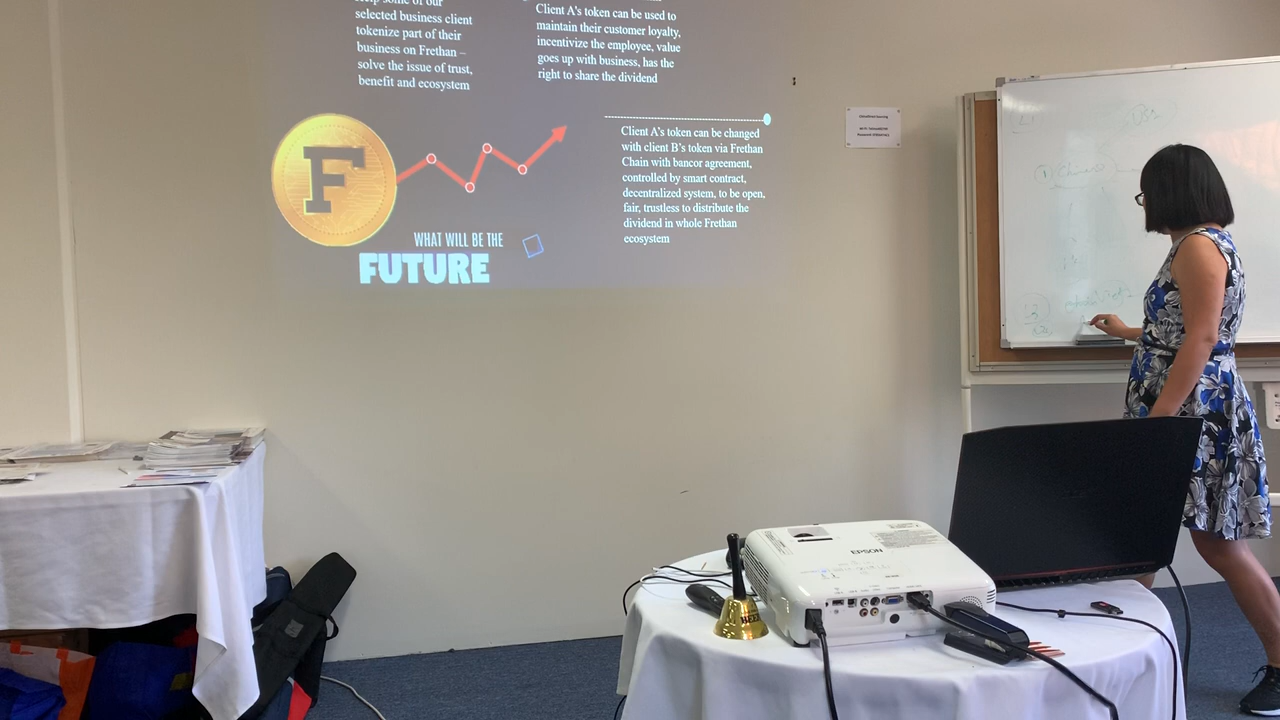 selected business client
tokenize part of their
business on Frethan –
solve the issue of trust,
benefit and ecosystem
Client A's token can be used to
maintain their customer loyalty,
incentivize the employee, value
goes up with business, has the
right to share the dividend
F
WHAT WILL BE THE
FUTURE
Client A's token can be changed
with client B's token via Frethan
Chain with bancor agreement,
controlled by smart contract,
decentralized system, to be open,
fair, trustless to distribute the
dividend in whole Frethan
ecosystem
EPSON